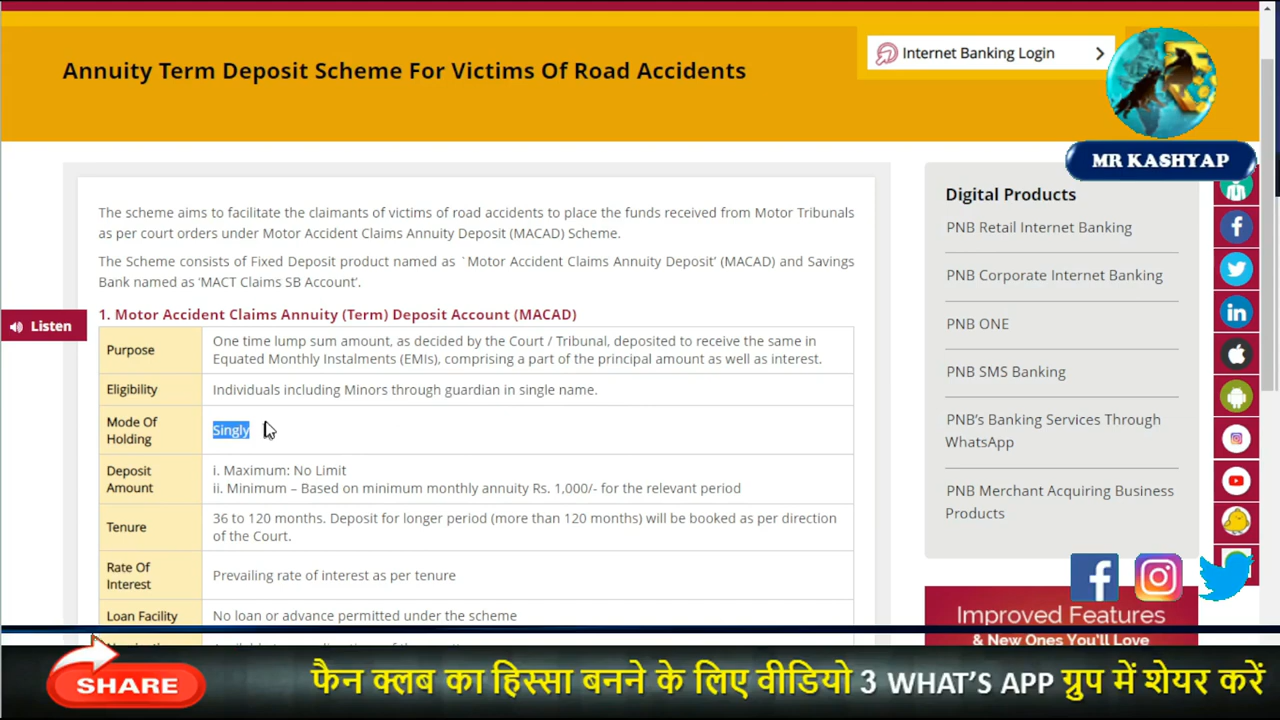 Annuity Term Deposit Scheme For Victims Of Road Accidents
Internet Banking Login
MR KASHYAP
The scheme aims to facilitate the claimants of victims of road accidents to place the funds received from Motor Tribunals
as per court orders under Motor Accident Claims Annuity Deposit (MACAD) Scheme.
The Scheme consists of Fixed Deposit product named as `Motor Accident Claims Annuity Deposit' (MACAD) and Savings
Bank named as 'MACT Claims SB Account'.
Listen
1. Motor Accident Claims Annuity (Term) Deposit Account (MACAD)
Purpose
One time lump sum amount, as decided by the Court / Tribunal, deposited to receive the same in
Equated Monthly Instalments (EMIs), comprising a part of the principal amount as well as interest.
Eligibility
Individuals including Minors through guardian in single name.
Mode Of
Holding
Singly
Deposit
Amount
i. Maximum: No Limit
ii. Minimum – Based on minimum monthly annuity Rs. 1,000/- for the relevant period
Tenure
36 to 120 months. Deposit for longer period (more than 120 months) will be booked as per direction
of the Court.
Rate Of
Interest
Prevailing rate of interest as per tenure
Loan Facility
No loan or advance permitted under the scheme
Digital Products
PNB Retail Internet Banking
PNB Corporate Internet Banking
PNB ONE
PNB SMS Banking
PNB's Banking Services Through
WhatsApp
PNB Merchant Acquiring Business
Products
Improved Features
& New Ones You'll Love
SHARE
फैन क्लब का हिस्सा बनने के लिए वीडियो 3 WHAT'S APP ग्रुप में शेयर करें